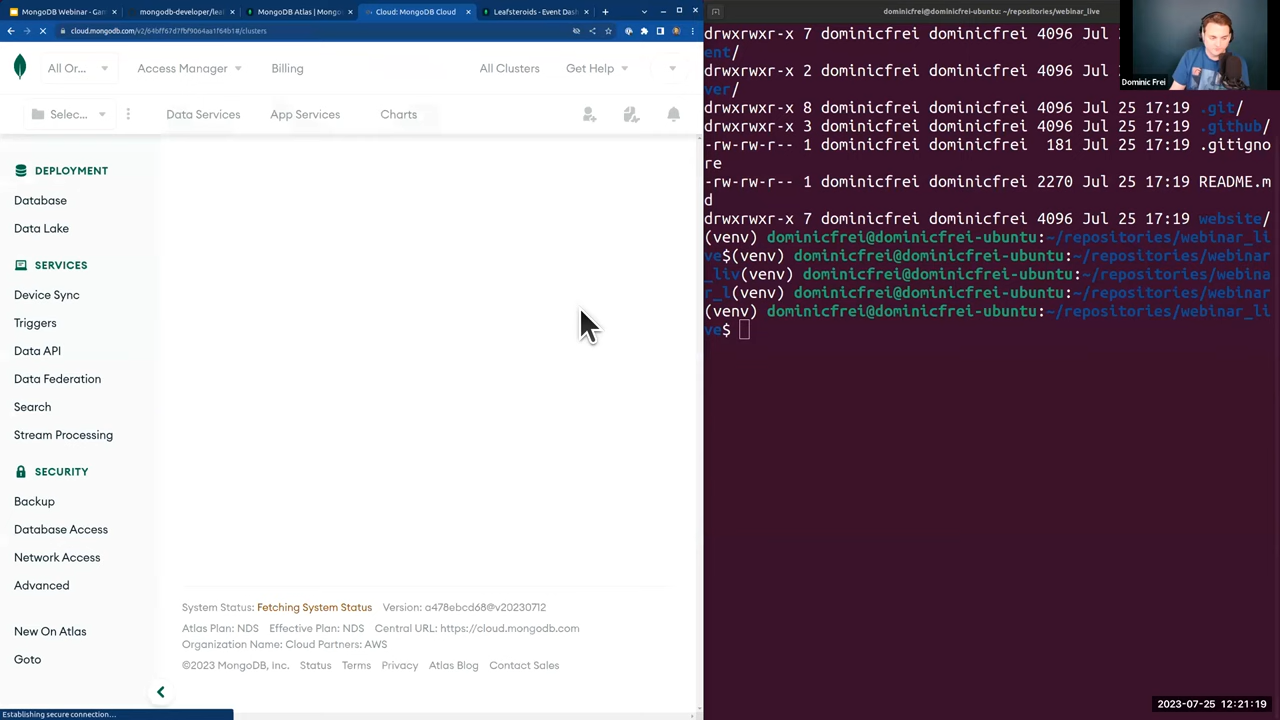 MongoDB Webinar - Gam
mongodb-developer/leaf
MongoDB Atlas | Mongo
Cloud: MongoDB Cloud
Leafsteroids - Event Das
cloud.mongodb.com/v2/64bff67d7fbf9064aa1f64b1#/clusters
All Or...
Access Manager
Billing
All Clusters
Get Help
Selec...
Data Services
App Services
Charts
DEPLOYMENT
Database
Data Lake
SERVICES
Device Sync
Triggers
Data API
Data Federation
Search
Stream Processing
SECURITY
Backup
Database Access
Network Access
Advanced
New On Atlas
Goto
System Status: Fetching System Status Version: a478ebcd68@v20230712
Atlas Plan: NDS Effective Plan: NDS Central URL: https://cloud.mongodb.com
Organization Name: Cloud Partners: AWS
©2023 MongoDB, Inc. Status Terms Privacy Atlas Blog Contact Sales
Establishing secure connection...
dominicfrei@dominicfrei-ubuntu: ~/repositories/webinar_live
drwxrwxr-x 7 dominicfrei dominicfrei 4096 Jul 2
ent/
drwxrwxr-x 2 dominicfrei dominicfrei 4096 Jul 2
ver/
drwxrwxr-x 8 dominicfrei dominicfrei 4096 Jul 25 17:19 .git/
drwxrwxr-x 3 dominicfrei dominicfrei 4096 Jul 25 17:19 .github/
-rw-rw-r-- 1 dominicfrei dominicfrei 181 Jul 25 17:19 .gitigno
re
-rw-rw-r-- 1 dominicfrei dominicfrei 2270 Jul 25 17:19 README.m
d
drwxrwxr-x 7 dominicfrei dominicfrei 4096 Jul 25 17:19 website/
(venv) dominicfrei@dominicfrei-ubuntu:~/repositories/webinar_li
ve$(venv) dominicfrei@dominicfrei-ubuntu:~/repositories/webinar
_liv(venv) dominicfrei@dominicfrei-ubuntu:~/repositories/webina
r_l(venv) dominicfrei@dominicfrei-ubuntu:~/repositories/webinar
(venv) dominicfrei@dominicfrei-ubuntu:~/repositories/webinar_li
ve$
Dominic Frei
2023-07-25 12:21:19